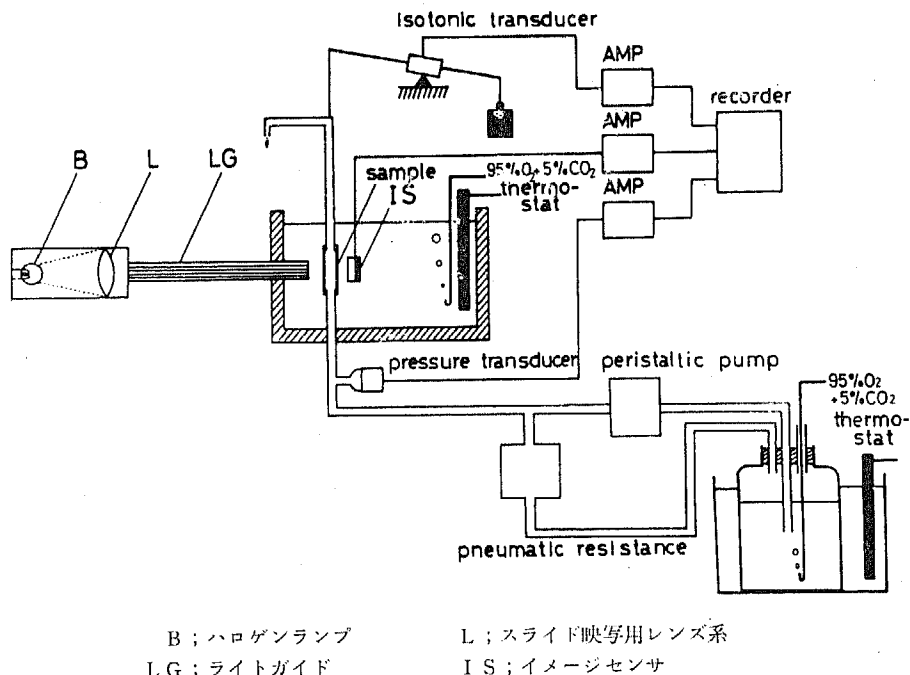 isotonic transducer
AMP
recorder
AMP
B
L
LG
sample
IS
95%O₂+5%CO₂
thermo-
stat
AMP
pressure transducer
peristaltic pump
95%O₂
+5%CO₂
thermo-
stat
pneumatic resistance
B；ハロゲンランプ L；スライド映写用レンズ系
LG；ライトガイド IS；イメージセンサ